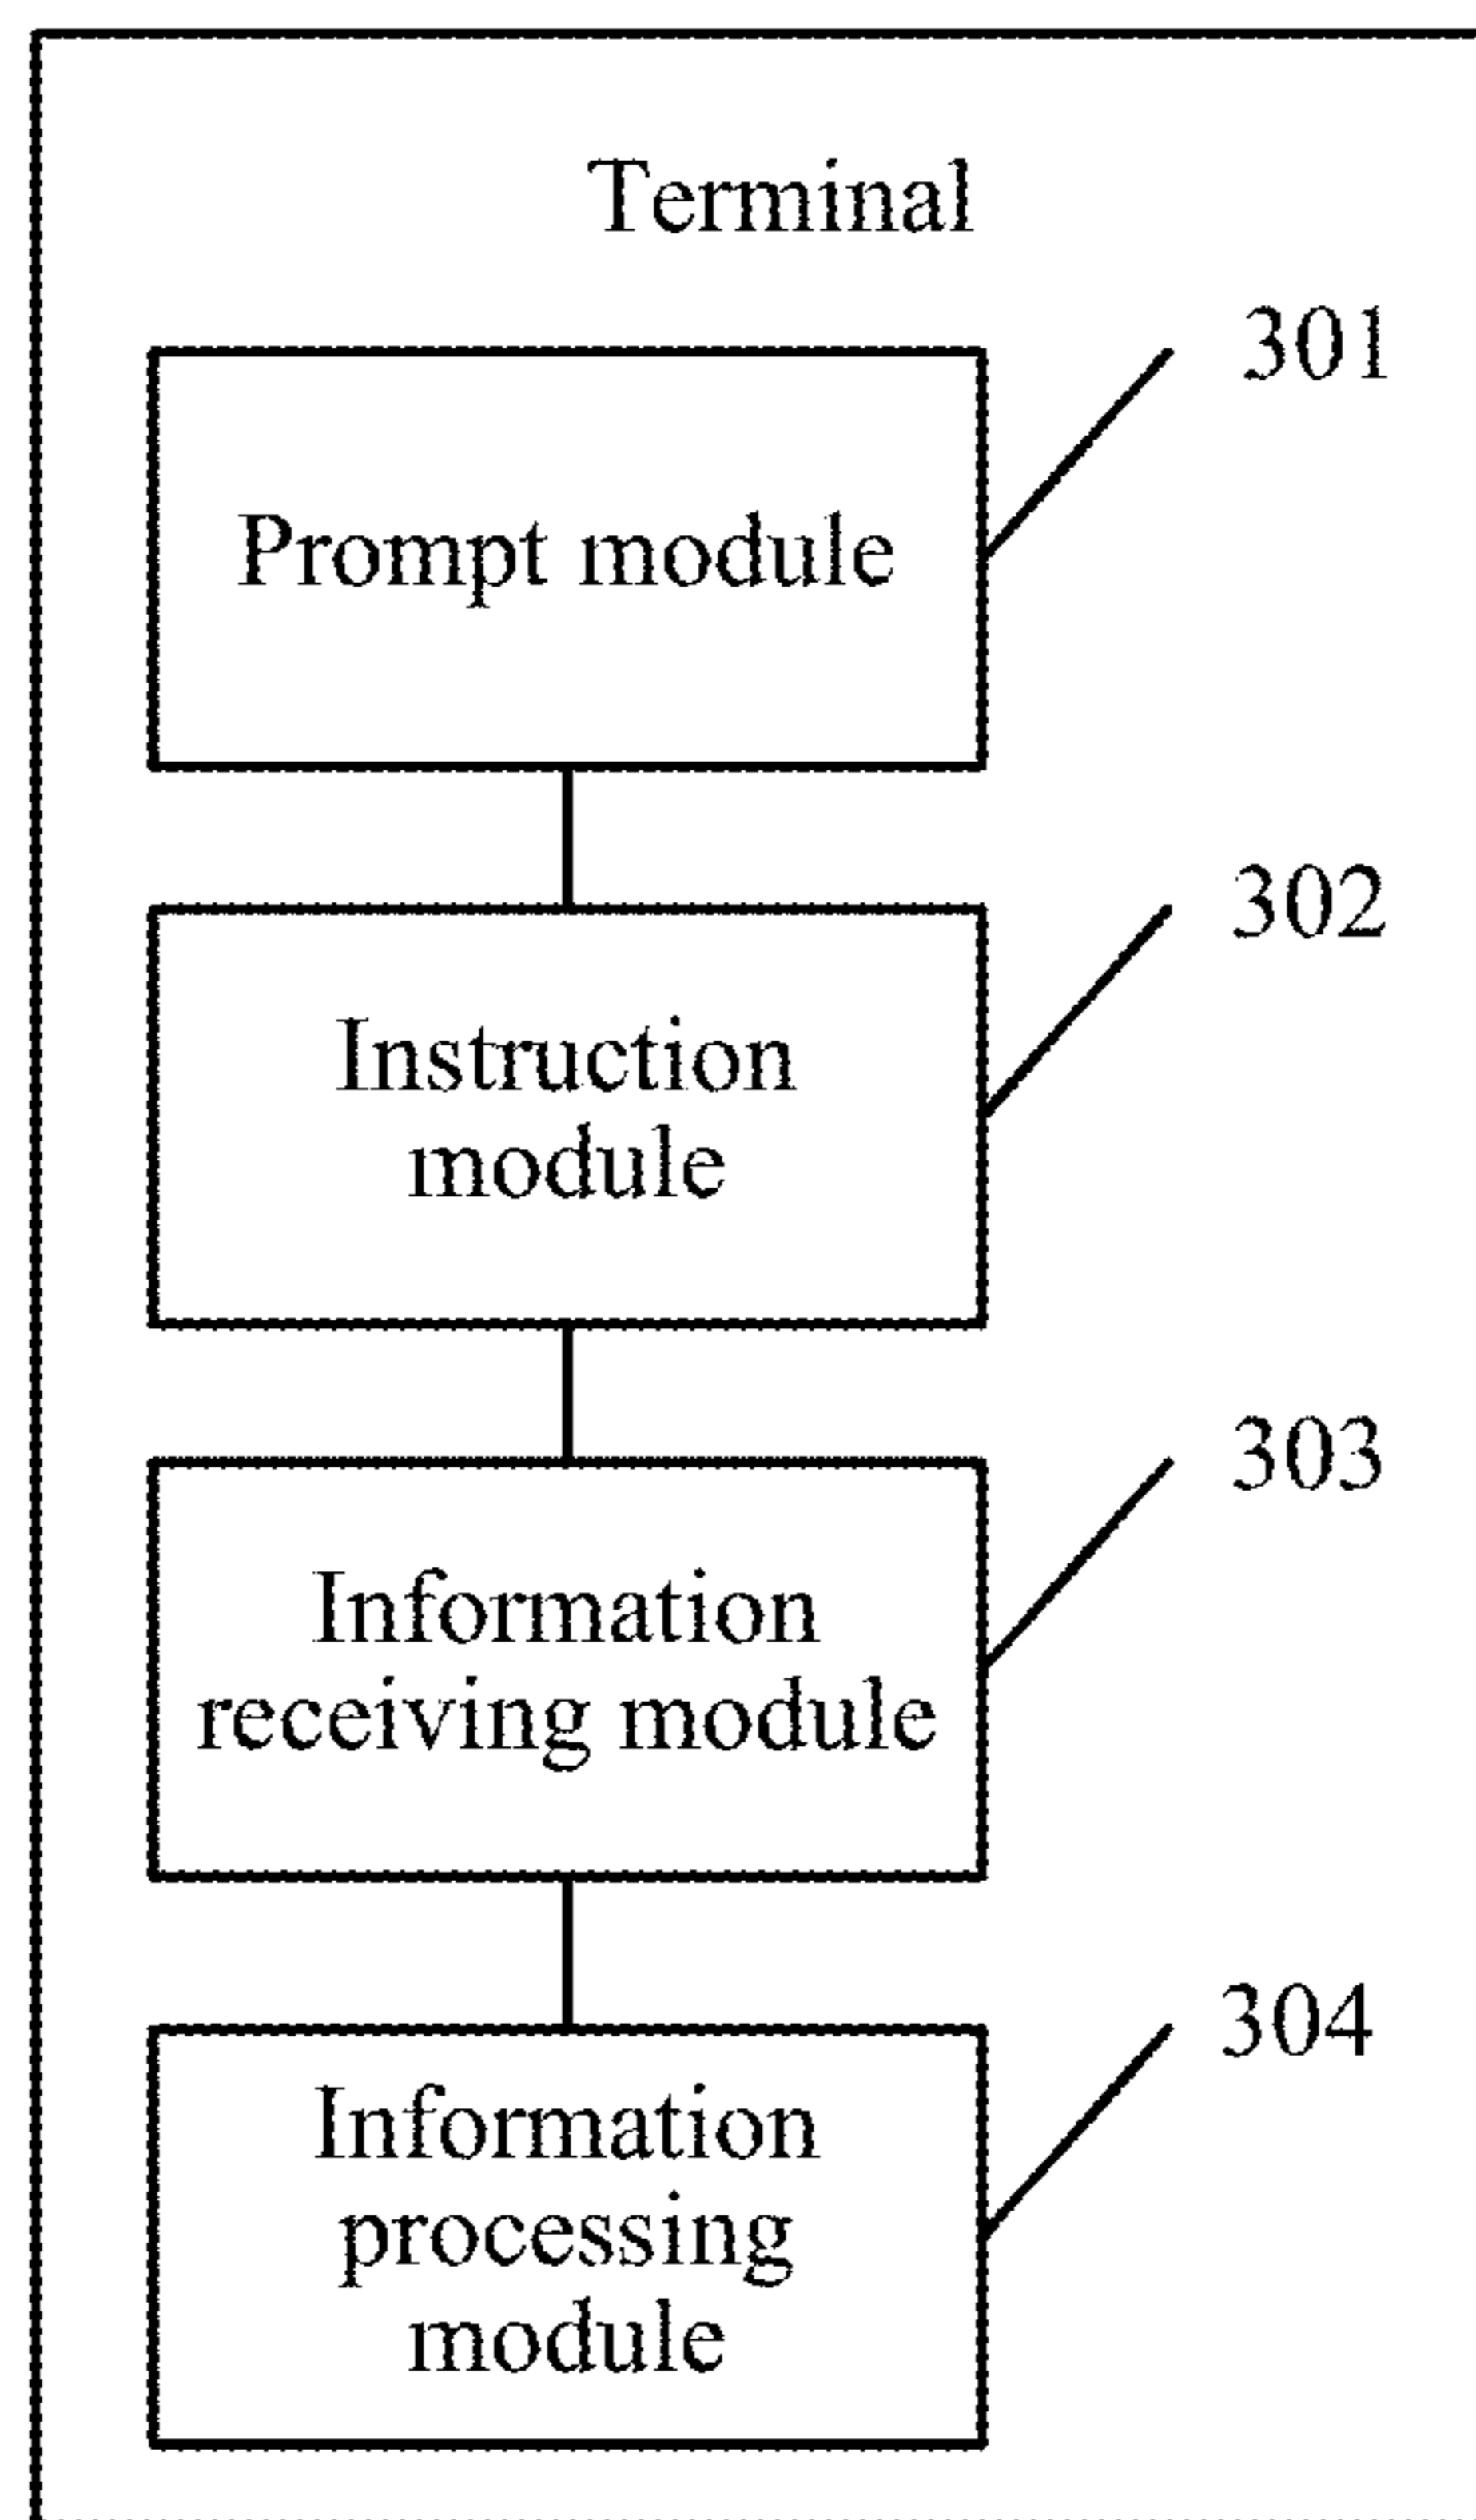 Terminal
301
Prompt module
302
Instruction
module
303
Information
receiving module
304
Information
processing
module